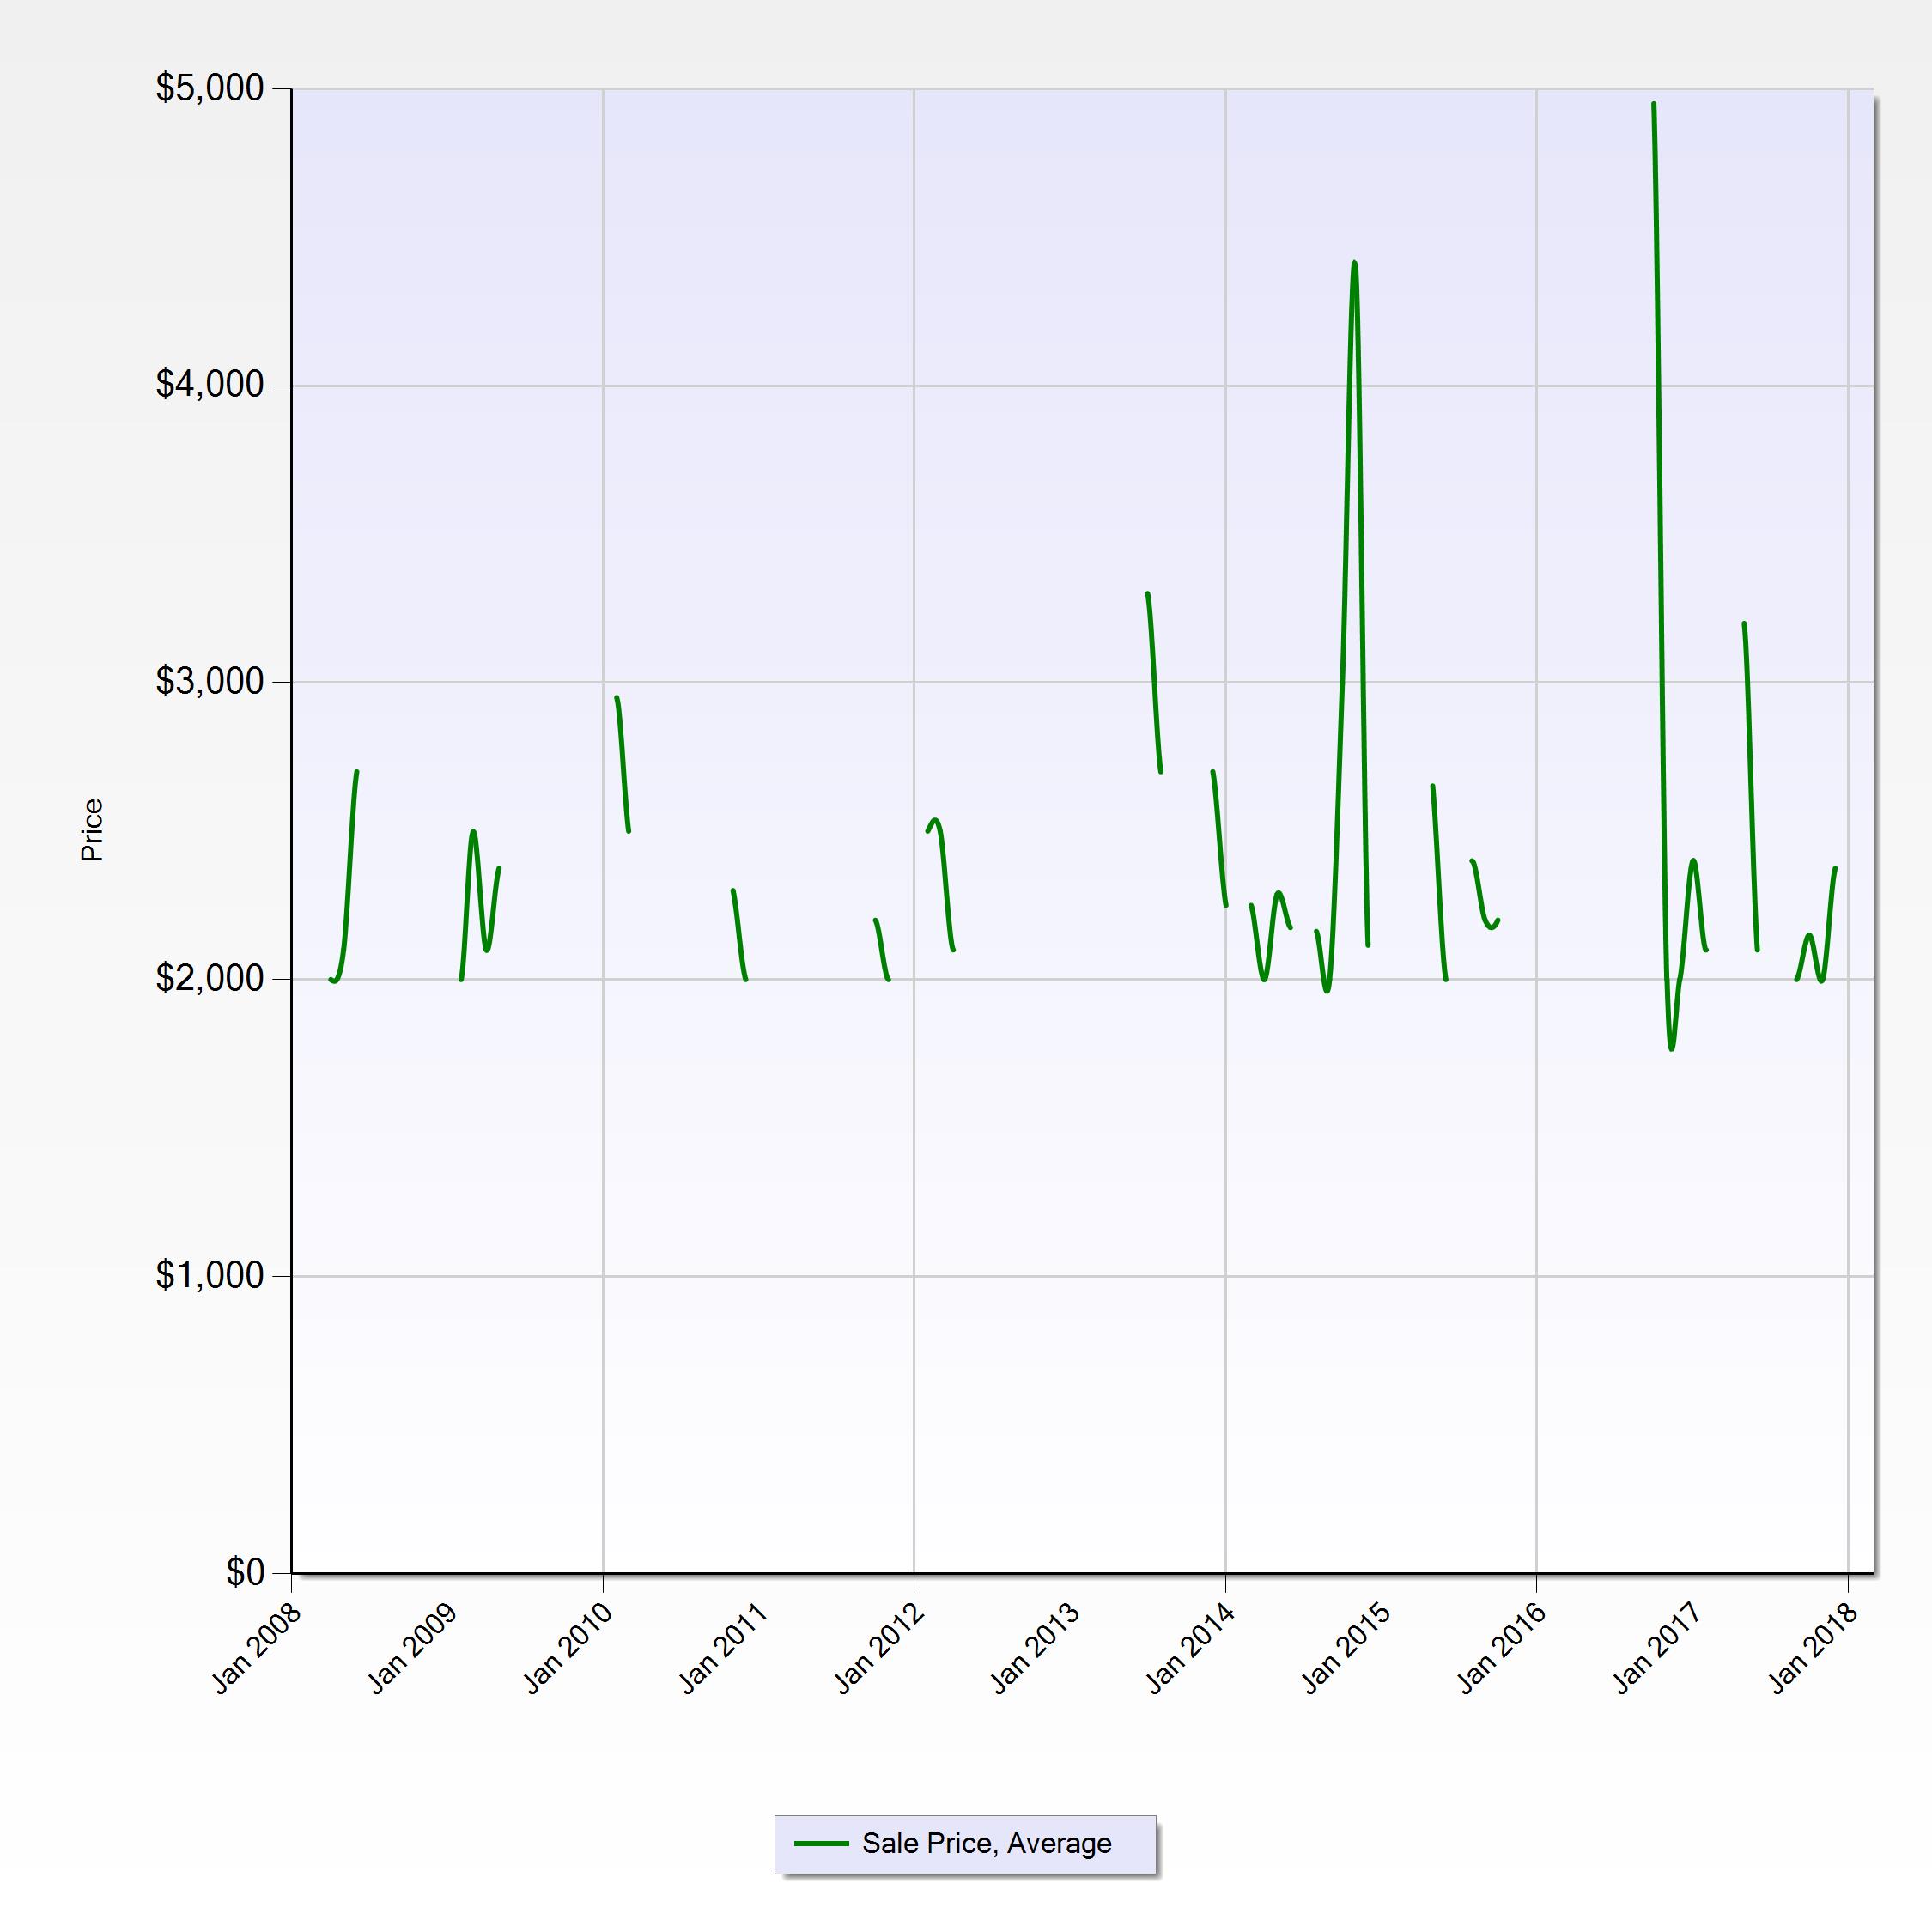 $5,000
$4,000
$3,000
$2,000
$1,000
$0
Price
Jan 2008
Jan 2009
Jan 2010
Jan 2011
Jan 2012
Jan 2013
Jan 2014
Jan 2015
Jan 2016
Jan 2017
Jan 2018
Sale Price, Average